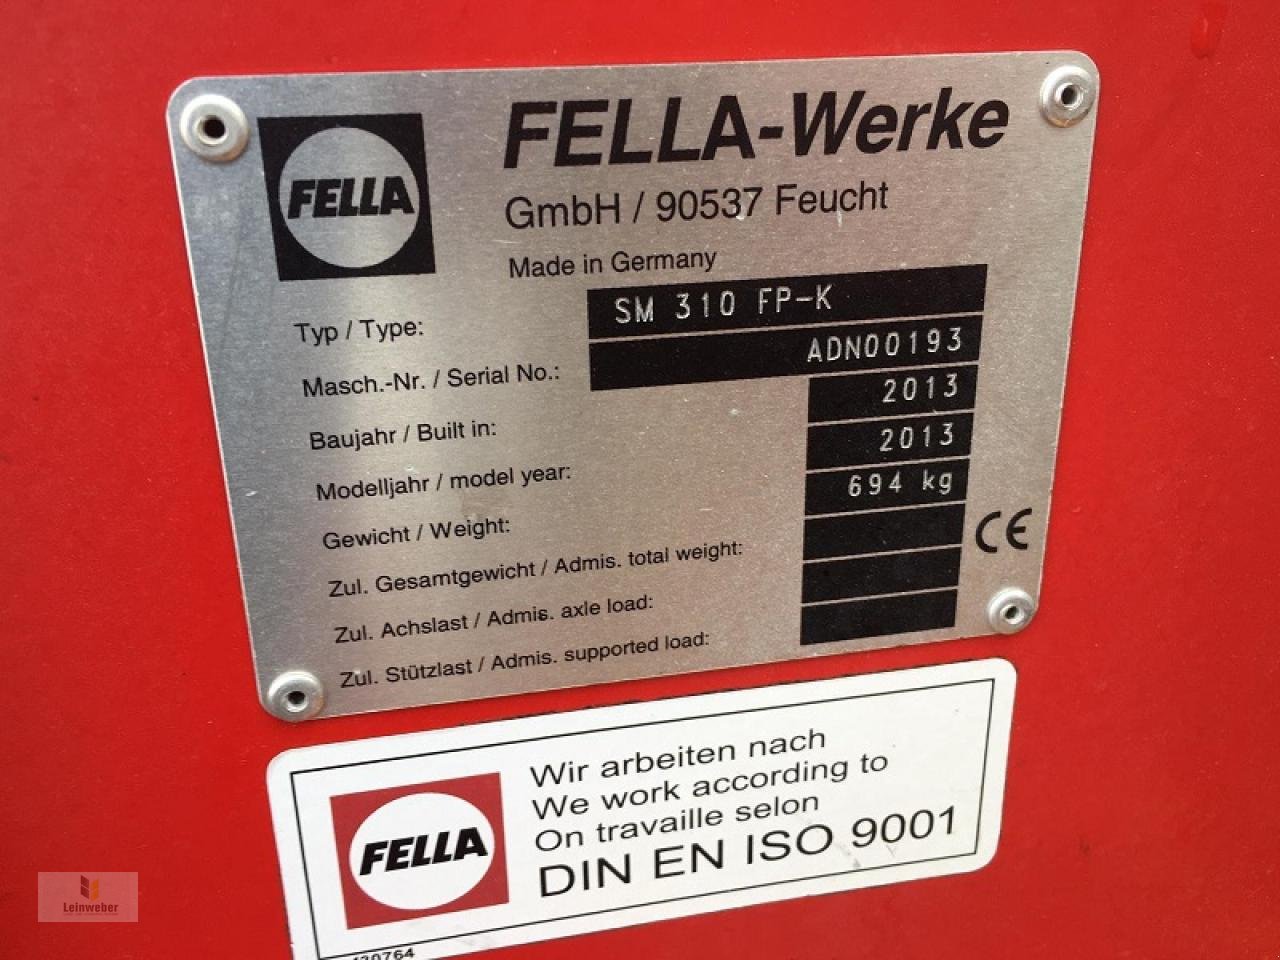 FELLA
FELLA-Werke
GmbH / 90537 Feucht
Made in Germany
Typ / Type: SM 310 FP-K
Masch.-Nr. / Serial No.: ADN00193
Baujahr / Built in: 2013
Modelljahr / model year: 2013
Gewicht / Weight: 694 kg
Zul. Gesamtgewicht / Admis. total weight:
Zul. Achslast / Admis. axle load:
Zul. Stützlast / Admis. supported load:
CE
FELLA
Wir arbeiten nach
We work according to
On travaille selon
DIN EN ISO 9001
Leinweber